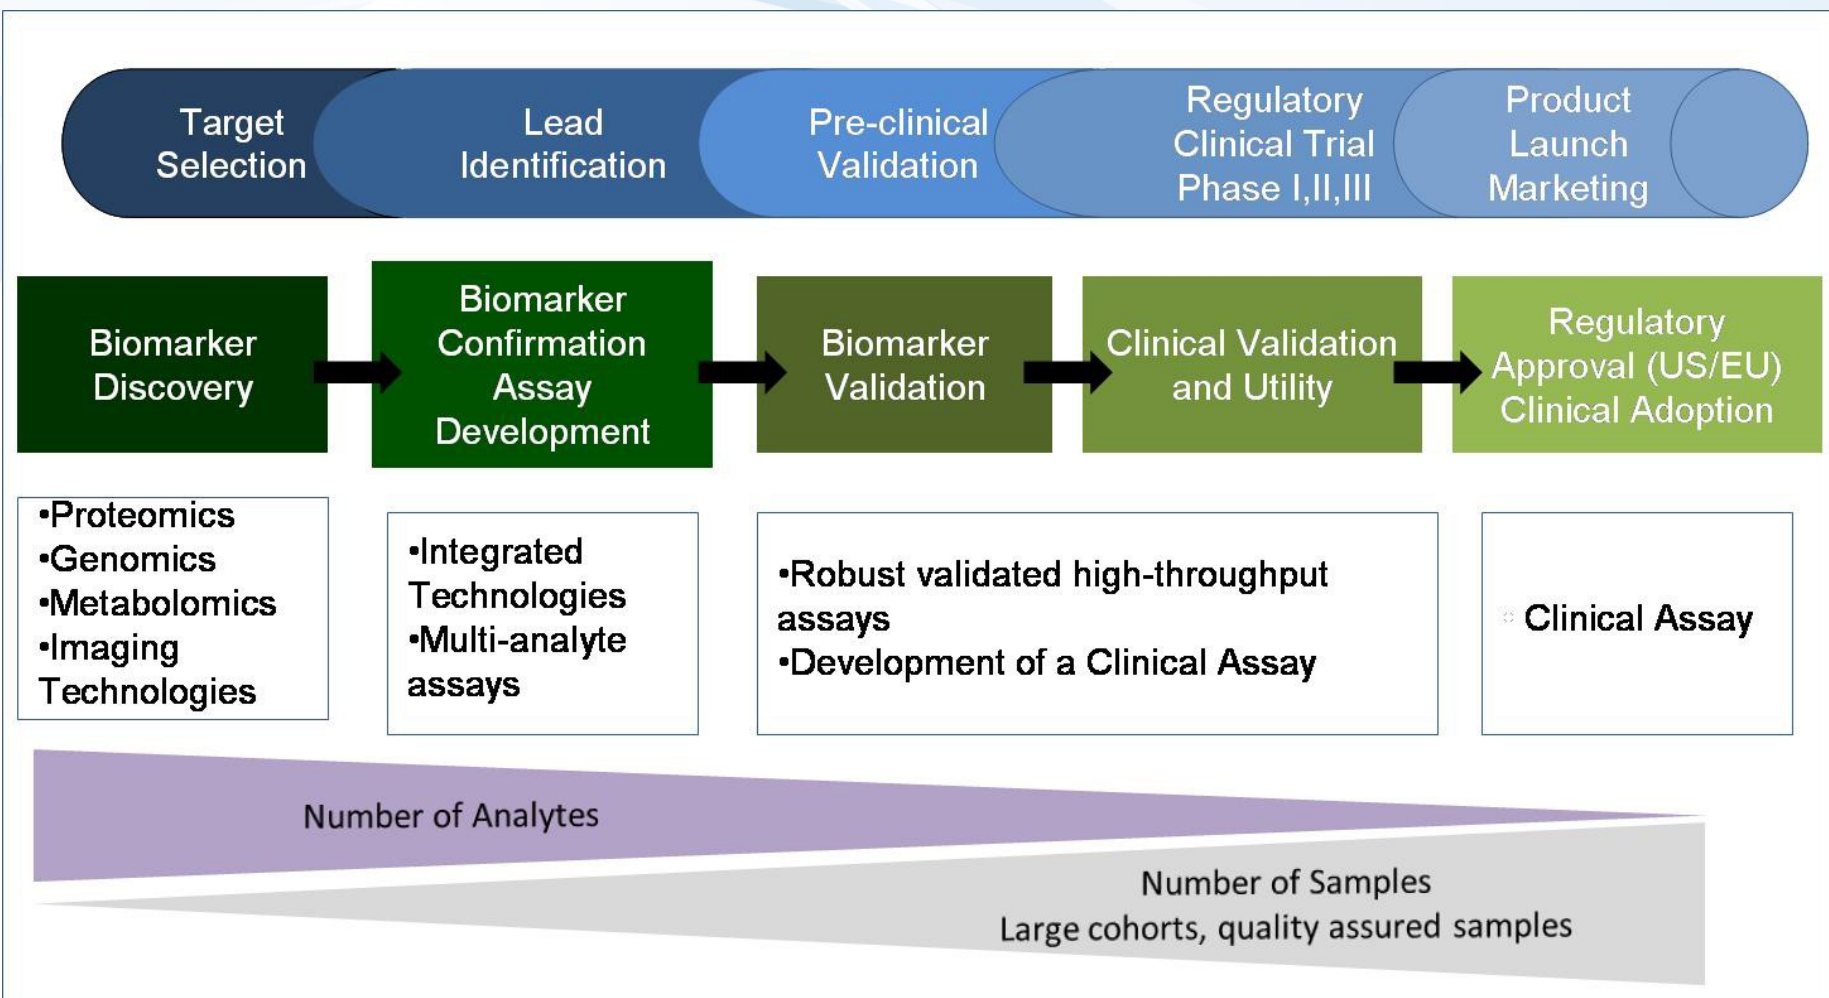 Target
Selection
Lead
Identification
Pre-clinical
Validation
Regulatory
Clinical Trial
Phase I,II,III
Product
Launch
Marketing
Biomarker
Discovery
Biomarker
Confirmation
Assay
Development
Biomarker
Validation
Clinical Validation
and Utility
Regulatory
Approval (US/EU)
Clinical Adoption
•Proteomics
•Genomics
•Metabolomics
•Imaging
Technologies
•Integrated
Technologies
•Multi-analyte
assays
•Robust validated high-throughput
assays
•Development of a Clinical Assay
Clinical Assay
Number of Analytes
Number of Samples
Large cohorts, quality assured samples